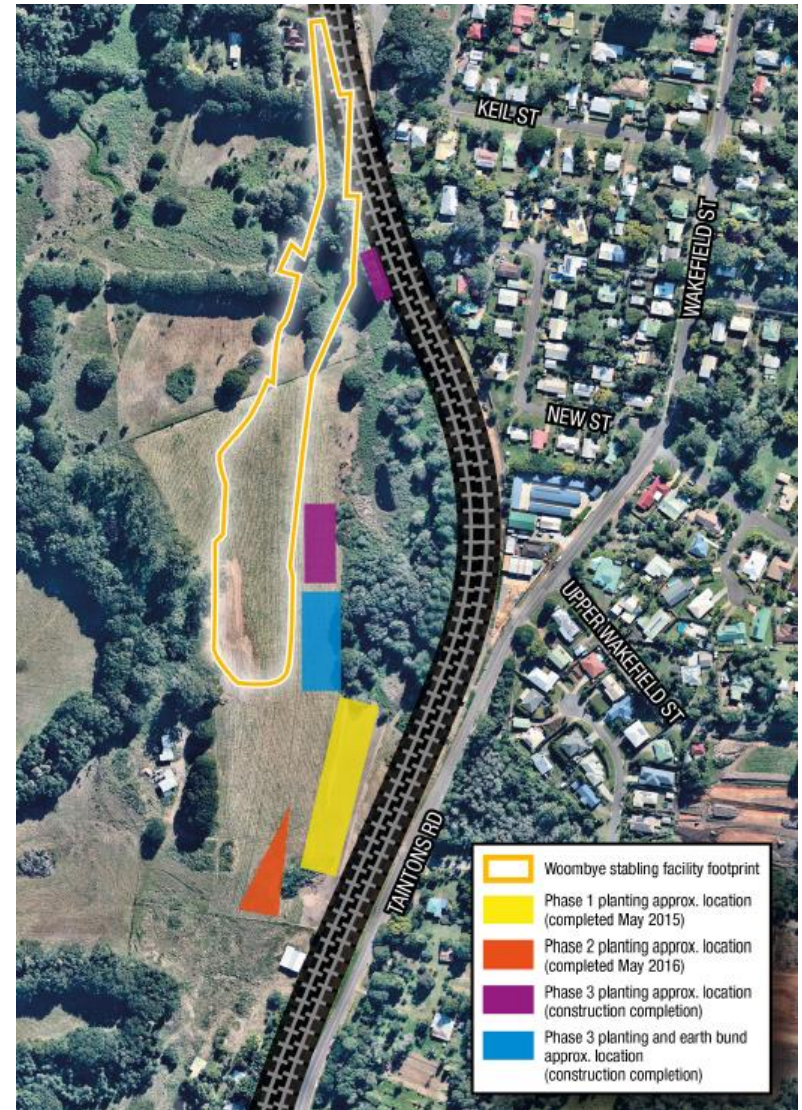 KEIL ST
WAKEFIELD ST
NEW ST
UPPER WAKEFIELD ST
TAINTONS RD
Woombye stabling facility footprint
Phase 1 planting approx. location
(completed May 2015)
Phase 2 planting approx. location
(completed May 2016)
Phase 3 planting approx. location
(construction completion)
Phase 3 planting and earth bund
approx. location
(construction completion)